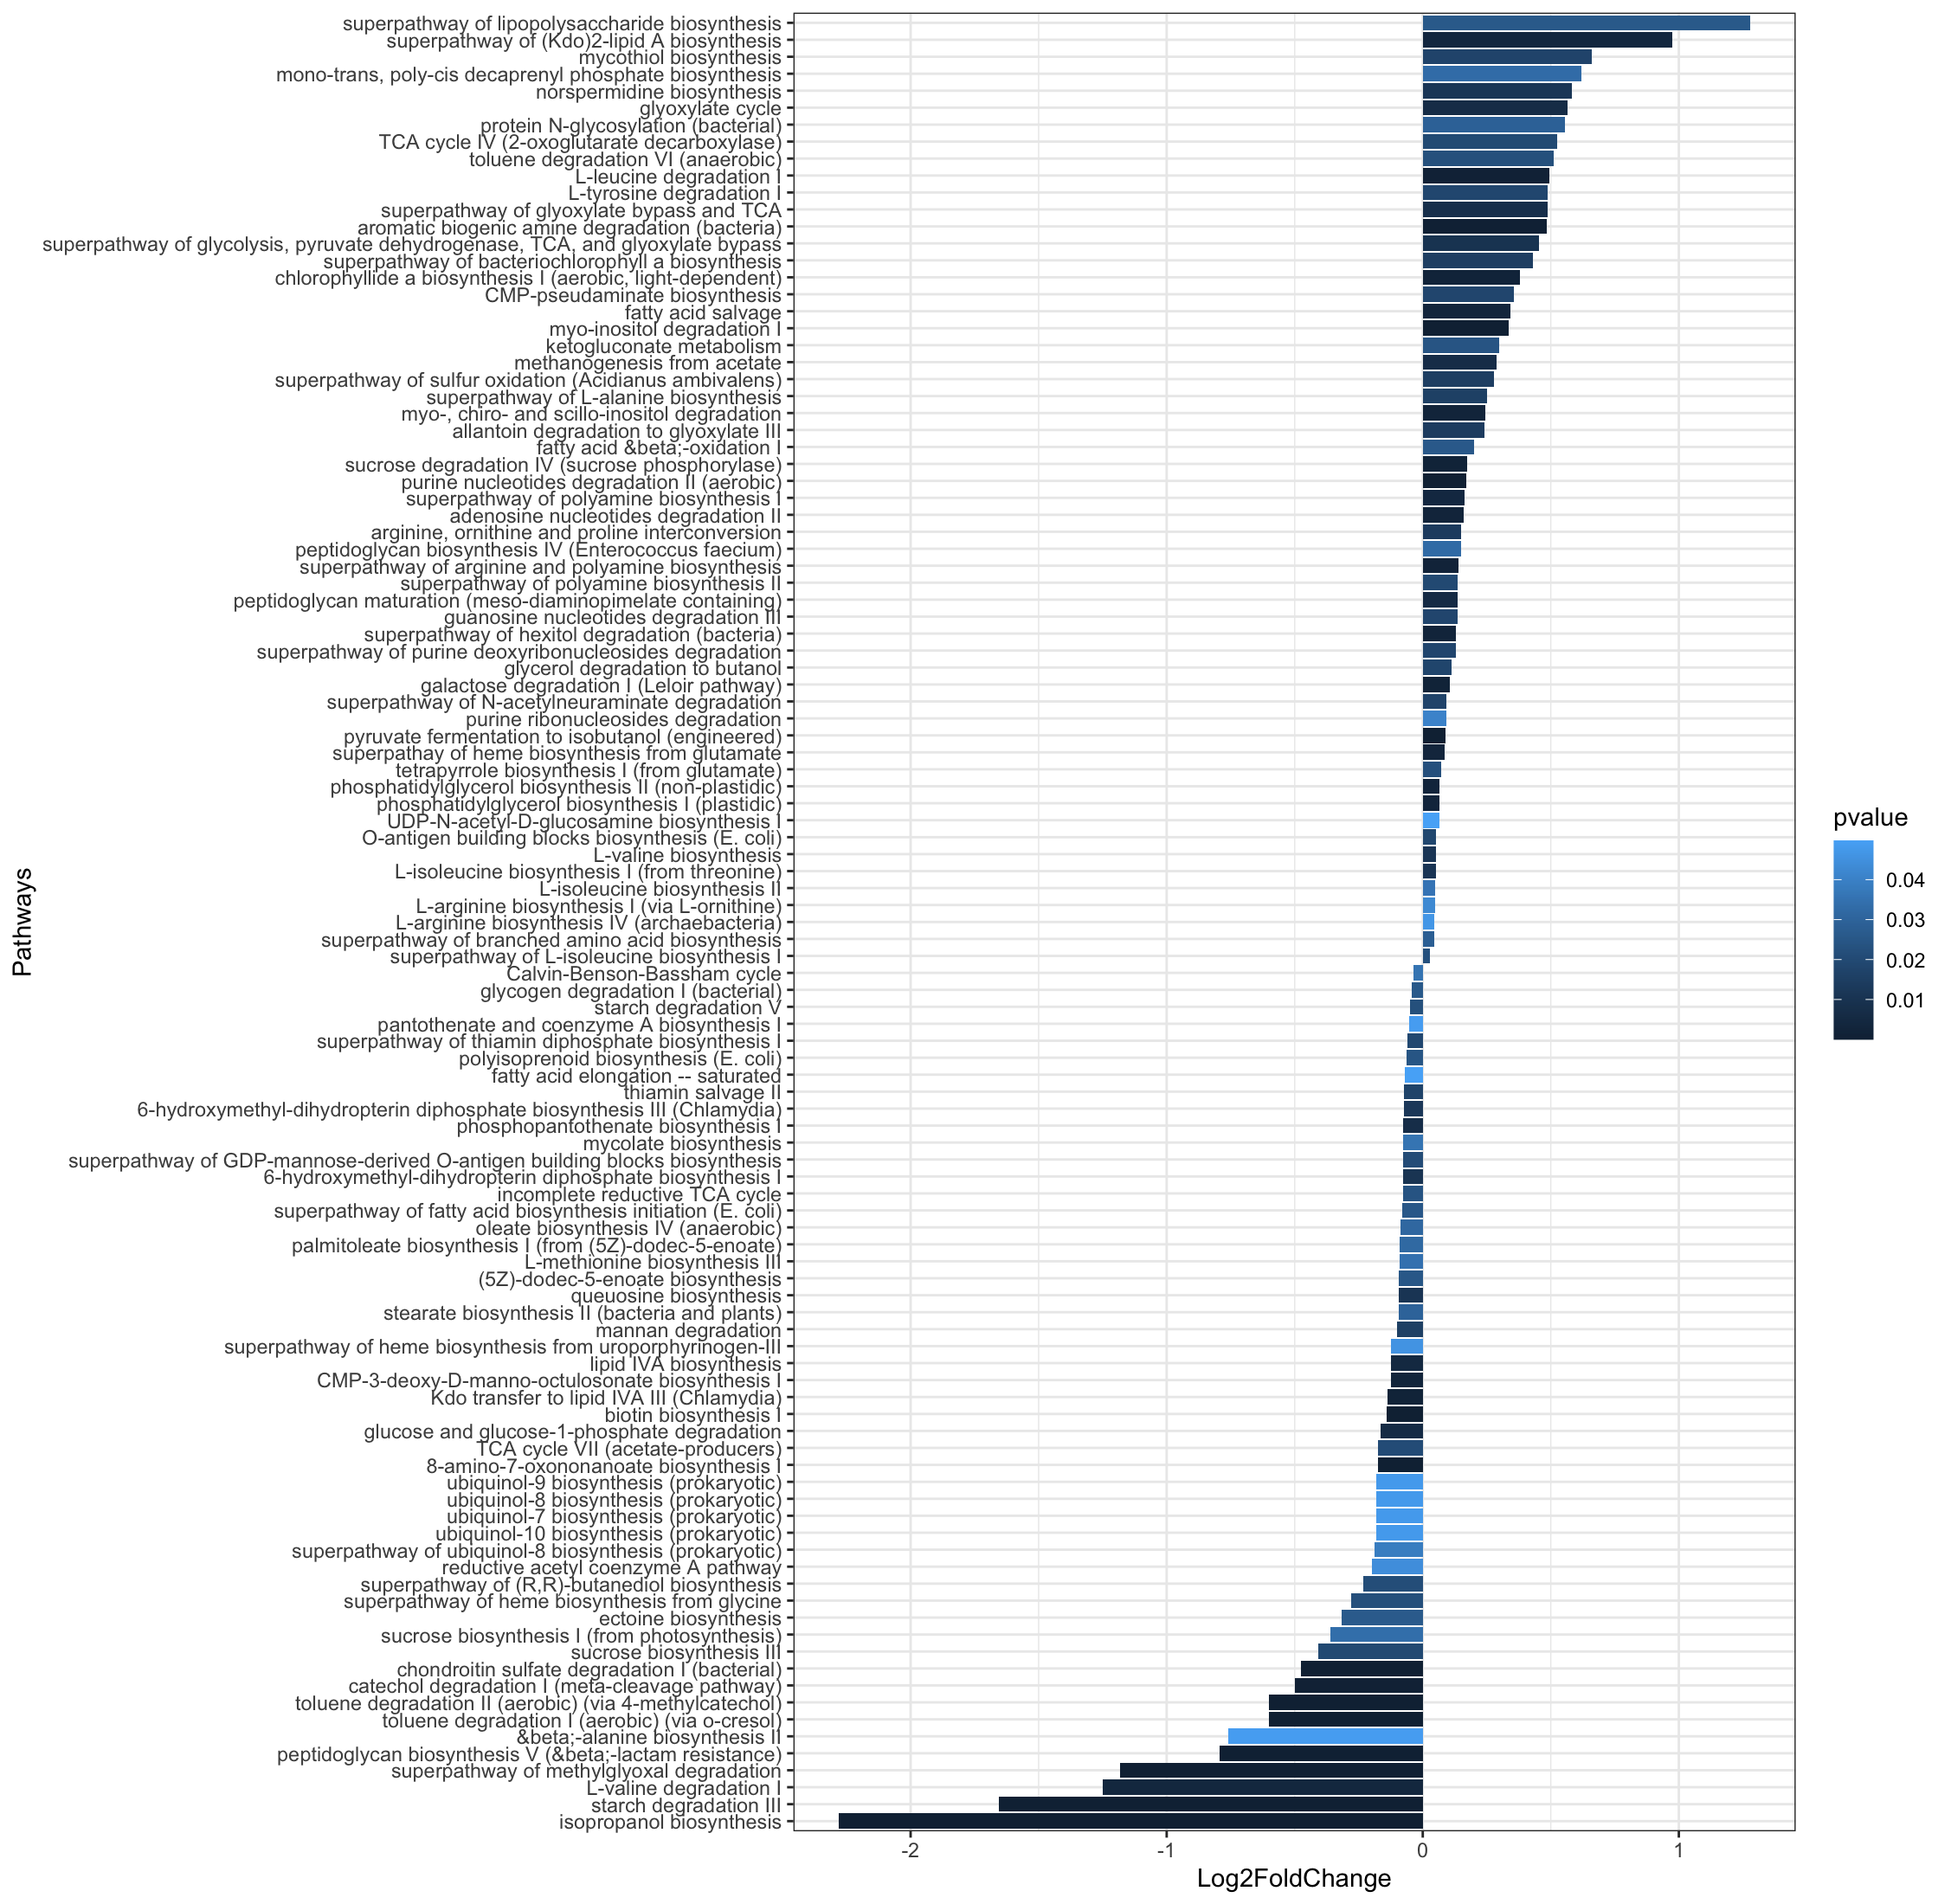 superpathway of lipopolysaccharide biosynthesis
superpathway of (Kdo)2-lipid A biosynthesis
mycothiol biosynthesis
mono-trans, poly-cis decaprenyl phosphate biosynthesis
norspermidine biosynthesis
glyoxylate cycle
protein N-glycosylation (bacterial)
TCA cycle IV (2-oxoglutarate decarboxylase)
toluene degradation VI (anaerobic)
L-leucine degradation I
L-tyrosine degradation I
superpathway of glyoxylate bypass and TCA
aromatic biogenic amine degradation (bacteria)
superpathway of glycolysis, pyruvate dehydrogenase, TCA, and glyoxylate bypass
superpathway of bacteriochlorophyll a biosynthesis
chlorophyllide a biosynthesis I (aerobic, light-dependent)
CMP-pseudaminate biosynthesis
fatty acid salvage
myo-inositol degradation I
ketogluconate metabolism
methanogenesis from acetate
superpathway of sulfur oxidation (Acidianus ambivalens)
superpathway of L-alanine biosynthesis
myo-, chiro- and scillo-inositol degradation
allantoin degradation to glyoxylate III
fatty acid &beta;-oxidation I
sucrose degradation IV (sucrose phosphorylase)
purine nucleotides degradation II (aerobic)
superpathway of polyamine biosynthesis I
adenosine nucleotides degradation II
arginine, ornithine and proline interconversion
peptidoglycan biosynthesis IV (Enterococcus faecium)
superpathway of arginine and polyamine biosynthesis
superpathway of polyamine biosynthesis II
peptidoglycan maturation (meso-diaminopimelate containing)
guanosine nucleotides degradation III
superpathway of hexitol degradation (bacteria)
superpathway of purine deoxyribonucleosides degradation
glycerol degradation to butanol
galactose degradation I (Leloir pathway)
superpathway of N-acetylneuraminate degradation
purine ribonucleosides degradation
pyruvate fermentation to isobutanol (engineered)
superpathay of heme biosynthesis from glutamate
tetrapyrrole biosynthesis I (from glutamate)
phosphatidylglycerol biosynthesis II (non-plastidic)
phosphatidylglycerol biosynthesis I (plastidic)
UDP-N-acetyl-D-glucosamine biosynthesis I
O-antigen building blocks biosynthesis (E. coli)
L-valine biosynthesis
L-isoleucine biosynthesis I (from threonine)
L-isoleucine biosynthesis II
L-arginine biosynthesis I (via L-ornithine)
L-arginine biosynthesis IV (archaebacteria)
superpathway of branched amino acid biosynthesis
superpathway of L-isoleucine biosynthesis I
Calvin-Benson-Bassham cycle
glycogen degradation I (bacterial)
starch degradation V
pantothenate and coenzyme A biosynthesis I
superpathway of thiamin diphosphate biosynthesis I
polyisoprenoid biosynthesis (E. coli)
fatty acid elongation -- saturated
thiamin salvage II
6-hydroxymethyl-dihydropterin diphosphate biosynthesis III (Chlamydia)
phosphopantothenate biosynthesis I
mycolate biosynthesis
superpathway of GDP-mannose-derived O-antigen building blocks biosynthesis
6-hydroxymethyl-dihydropterin diphosphate biosynthesis I
incomplete reductive TCA cycle
superpathway of fatty acid biosynthesis initiation (E. coli)
oleate biosynthesis IV (anaerobic)
palmitoleate biosynthesis I (from (5Z)-dodec-5-enoate)
L-methionine biosynthesis III
(5Z)-dodec-5-enoate biosynthesis
queuosine biosynthesis
stearate biosynthesis II (bacteria and plants)
mannan degradation
superpathway of heme biosynthesis from uroporphyrinogen-III
lipid IVA biosynthesis
CMP-3-deoxy-D-manno-octulosonate biosynthesis I
Kdo transfer to lipid IVA III (Chlamydia)
biotin biosynthesis I
glucose and glucose-1-phosphate degradation
TCA cycle VII (acetate-producers)
8-amino-7-oxononanoate biosynthesis I
ubiquinol-9 biosynthesis (prokaryotic)
ubiquinol-8 biosynthesis (prokaryotic)
ubiquinol-7 biosynthesis (prokaryotic)
ubiquinol-10 biosynthesis (prokaryotic)
superpathway of ubiquinol-8 biosynthesis (prokaryotic)
reductive acetyl coenzyme A pathway
superpathway of (R,R)-butanediol biosynthesis
superpathway of heme biosynthesis from glycine
ectoine biosynthesis
sucrose biosynthesis I (from photosynthesis)
sucrose biosynthesis III
chondroitin sulfate degradation I (bacterial)
catechol degradation I (meta-cleavage pathway)
toluene degradation II (aerobic) (via 4-methylcatechol)
toluene degradation I (aerobic) (via o-cresol)
&beta;-alanine biosynthesis II
peptidoglycan biosynthesis V (&beta;-lactam resistance)
superpathway of methylglyoxal degradation
L-valine degradation I
starch degradation III
isopropanol biosynthesis
Pathways
-2 -1 0 1
Log2FoldChange
pvalue
0.04
0.03
0.02
0.01